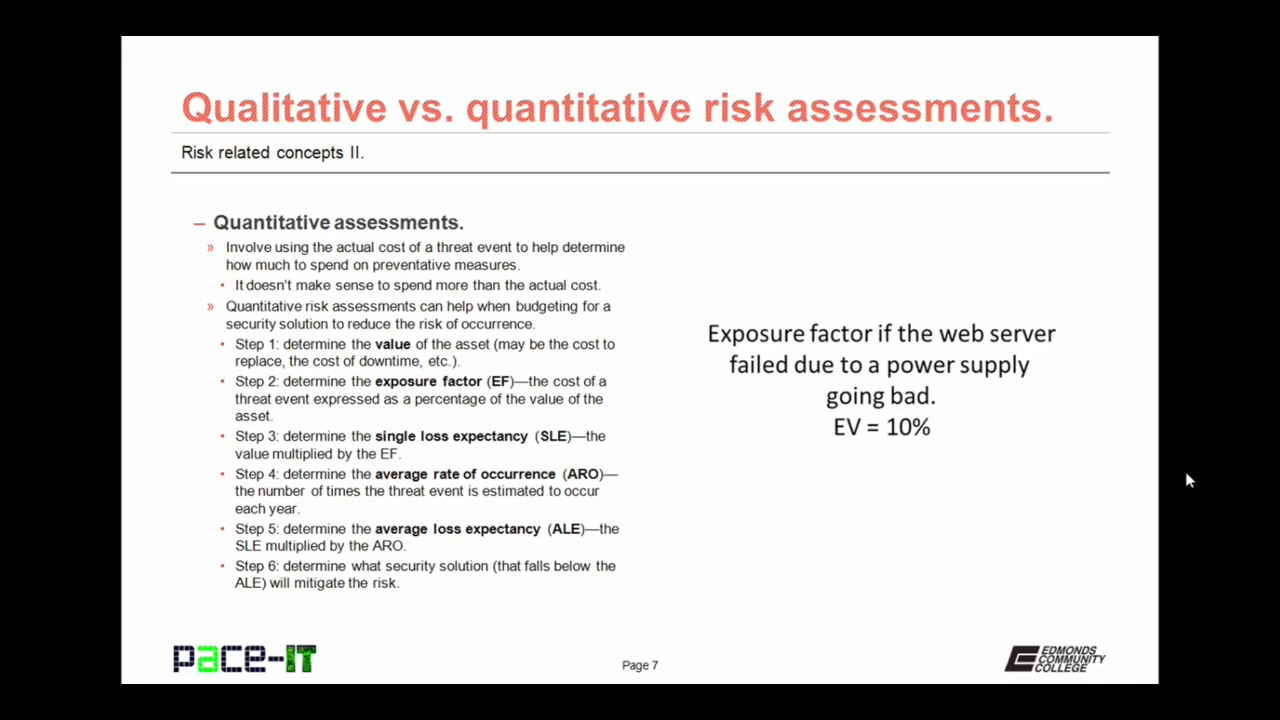 Qualitative vs. quantitative risk assessments.
Risk related concepts II.
– Quantitative assessments.
» Involve using the actual cost of a threat event to help determine
how much to spend on preventative measures.
• It doesn't make sense to spend more than the actual cost.
» Quantitative risk assessments can help when budgeting for a
security solution to reduce the risk of occurrence.
• Step 1: determine the value of the asset (may be the cost to
replace, the cost of downtime, etc.).
• Step 2: determine the exposure factor (EF)—the cost of a
threat event expressed as a percentage of the value of the
asset.
• Step 3: determine the single loss expectancy (SLE)—the
value multiplied by the EF.
• Step 4: determine the average rate of occurrence (ARO)—
the number of times the threat event is estimated to occur
each year.
• Step 5: determine the average loss expectancy (ALE)—the
SLE multiplied by the ARO.
• Step 6: determine what security solution (that falls below the
ALE) will mitigate the risk.
Exposure factor if the web server
failed due to a power supply
going bad.
EV = 10%
pace-IT
Page 7
EDMONDS
COMMUNITY
COLLEGE